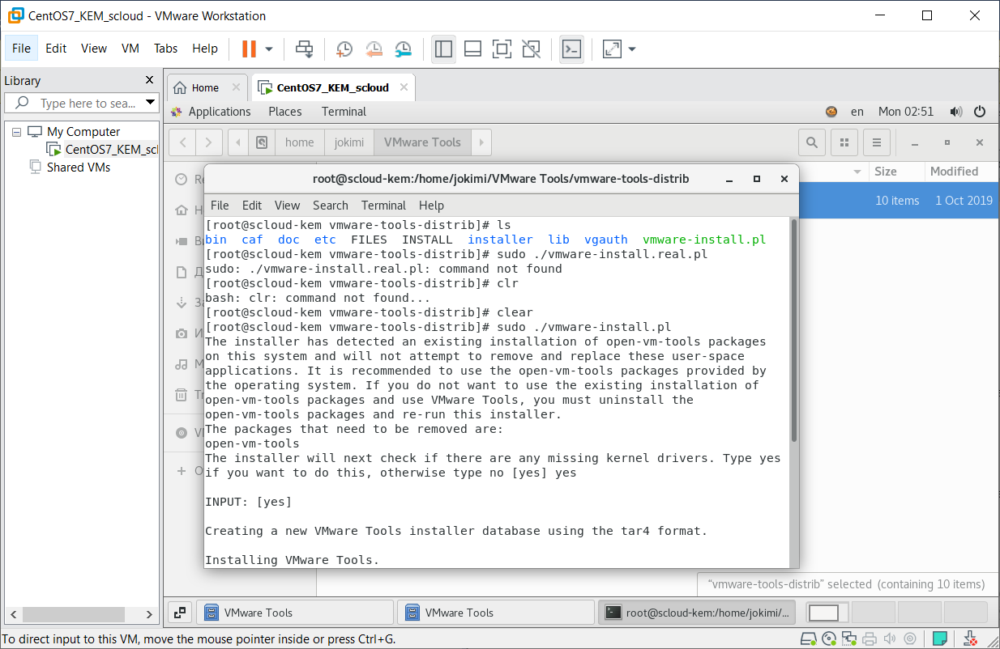 CentOS7_KEM_scloud - VMware Workstation
File Edit View VM Tabs Help
Library
Home
CentOS7_KEM_scloud
Type here to sea...
Applications Places Terminal
en Mon 02:51
My Computer
CentOS7_KEM_scl
Shared VMs
home jokimi VMware Tools
Size Modified
10 items 1 Oct 2019
root@scloud-kem:/home/jokimi/VMware Tools/vmware-tools-distrib
File Edit View Search Terminal Help
[root@scloud-kem vmware-tools-distrib]# ls
bin caf doc etc FILES INSTALL installer lib vgauth vmware-install.pl
[root@scloud-kem vmware-tools-distrib]# sudo ./vmware-install.real.pl
sudo: ./vmware-install.real.pl: command not found
[root@scloud-kem vmware-tools-distrib]# clr
bash: clr: command not found...
[root@scloud-kem vmware-tools-distrib]# clear
[root@scloud-kem vmware-tools-distrib]# sudo ./vmware-install.pl
The installer has detected an existing installation of open-vm-tools packages
on this system and will not attempt to remove and replace these user-space
applications. It is recommended to use the open-vm-tools packages provided by
the operating system. If you do not want to use the existing installation of
open-vm-tools packages and use VMware Tools, you must uninstall the
open-vm-tools packages and re-run this installer.
The packages that need to be removed are:
open-vm-tools
The installer will next check if there are any missing kernel drivers. Type yes
if you want to do this, otherwise type no [yes] yes
INPUT: [yes]
Creating a new VMware Tools installer database using the tar4 format.
Installing VMware Tools.
“vmware-tools-distrib” selected (containing 10 items)
VMware Tools
VMware Tools
root@scloud-kem:/home/jokimi/...
To direct input to this VM, move the mouse pointer inside or press Ctrl+G.